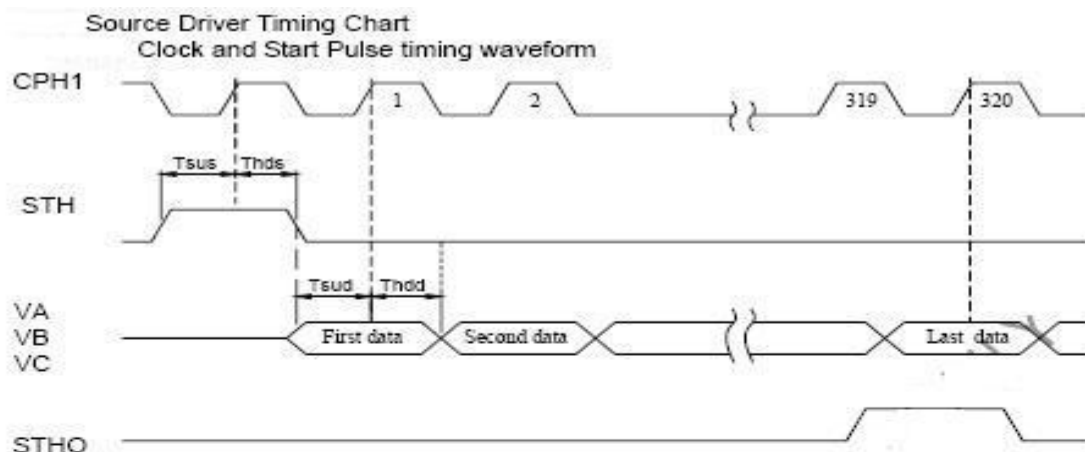 Source Driver Timing Chart
Clock and Start Pulse timing waveform
CPH1
1
2
319
320
Tsus
Thds
STH
Tsud
Thdd
VA
VB
VC
First data
Second data
Last data
STHO